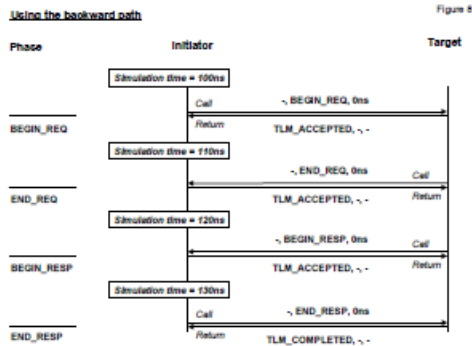 Using the backward path
Figure 8
Phase Initiator Target
Simulation time = 100ns
Call -, BEGIN_REQ, 0ns
BEGIN_REQ Return TLM_ACCEPTED, -, -
Simulation time = 110ns
-, END_REQ, 0ns Call
END_REQ TLM_ACCEPTED, -, - Return
Simulation time = 120ns
-, BEGIN_RESP, 0ns Call
BEGIN_RESP TLM_ACCEPTED, -, - Return
Simulation time = 130ns
Call -, END_RESP, 0ns
END_RESP Return TLM_COMPLETED, -, -